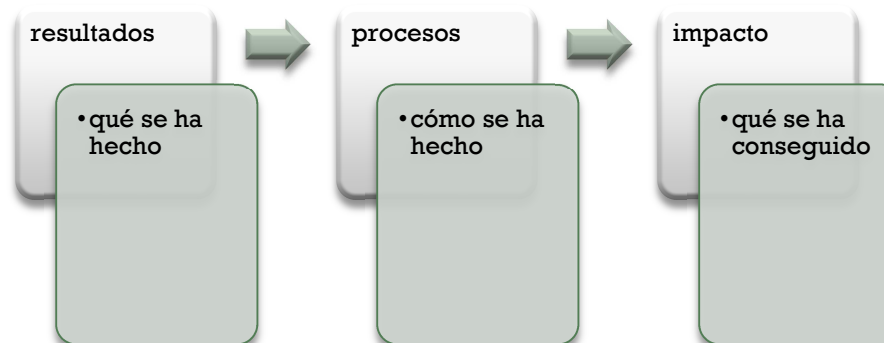 resultados
•qué se ha
hecho
procesos
•cómo se ha
hecho
impacto
•qué se ha
conseguido